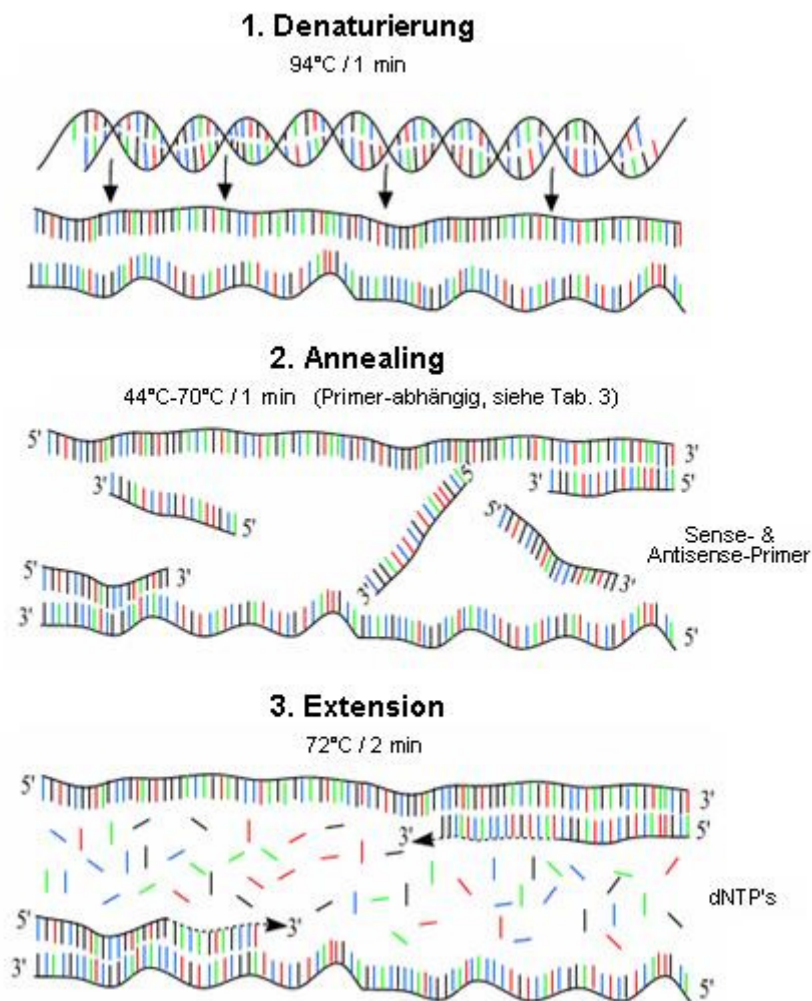 1. Denaturierung
94°C / 1 min
2. Annealing
44°C-70°C / 1 min (Primer-abhängig, siehe Tab. 3)
5'
3'
5'
3'
3'
5'
5'
5'
Sense- &
Antisense-Primer
3'
3'
3'
3'
5'
3. Extension
72°C / 2 min
5'
3'
5'
3'
dNTP's
5'
3'
3'
5'